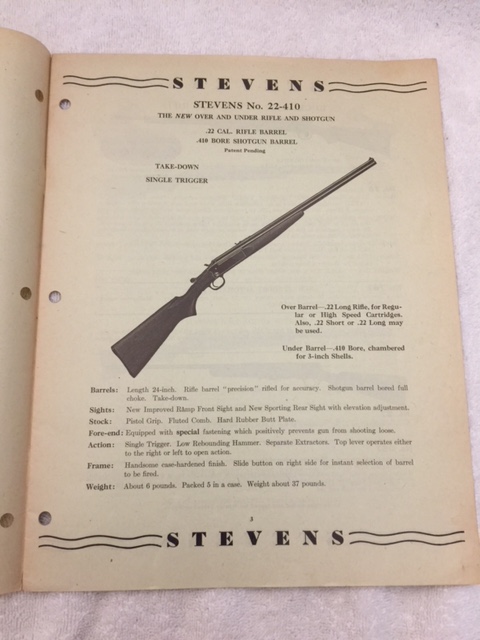 STEVENS
STEVENS No. 22-410
THE NEW OVER AND UNDER RIFLE AND SHOTGUN
.22 CAL. RIFLE BARREL
.410 BORE SHOTGUN BARREL
Patent Pending
TAKE-DOWN
SINGLE TRIGGER
Over Barrel—.22 Long Rifle, for Regu-
lar or High Speed Cartridges.
Also, .22 Short or .22 Long may
be used.
Under Barrel—.410 Bore, chambered
for 3-inch Shells.
Barrels: Length 24-inch. Rifle barrel "precision" rifled for accuracy. Shotgun barrel bored full
choke. Take-down.
Sights: New Improved Ramp Front Sight and New Sporting Rear Sight with elevation adjustment.
Stock: Pistol Grip. Fluted Comb. Hard Rubber Butt Plate.
Fore-end: Equipped with special fastening which positively prevents gun from shooting loose.
Action: Single Trigger. Low Rebounding Hammer. Separate Extractors. Top lever operates either
to the right or left to open action.
Frame: Handsome case-hardened finish. Slide button on right side for instant selection of barrel
to be fired.
Weight: About 6 pounds. Packed 5 in a case. Weight about 37 pounds.
3
STEVENS